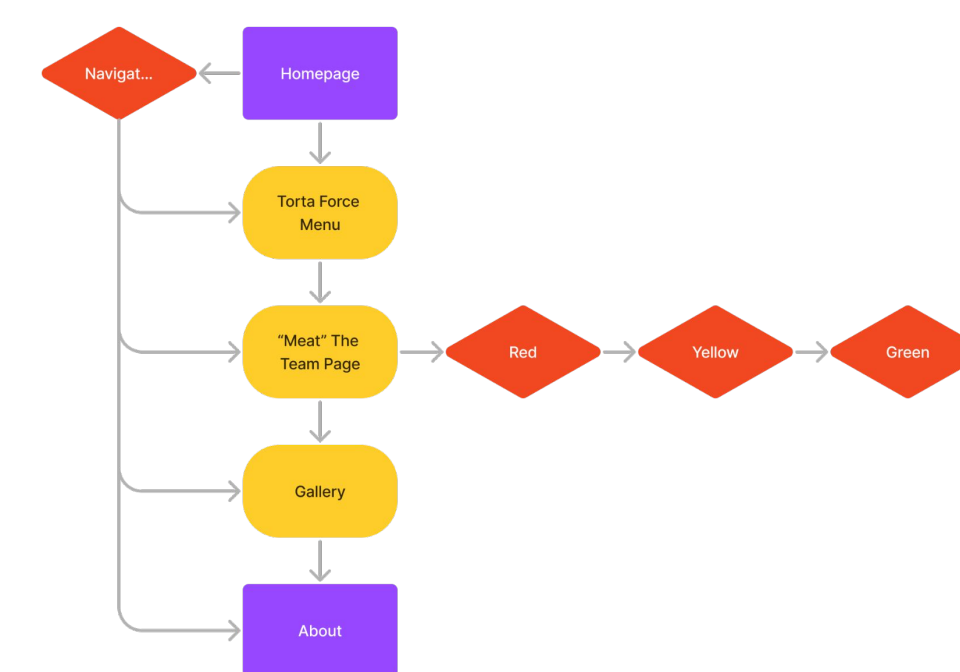 Navigat...
Homepage
Torta Force
Menu
“Meat” The
Team Page
Red
Yellow
Green
Gallery
About